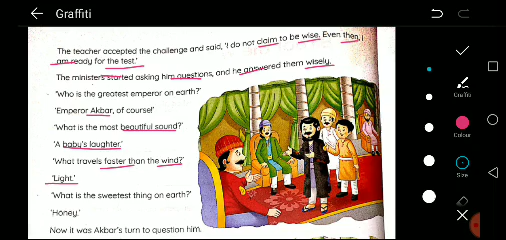 Graffiti
The teacher accepted the challenge and said, 'I do not claim to be wise. Even then, I
am ready for the test.'
The ministers started asking him questions, and he answered them wisely.
'Who is the greatest emperor on earth?'
'Emperor Akbar, of course!'
'What is the most beautiful sound?'
'A baby's laughter.'
'What travels faster than the wind?'
'Light.'
'What is the sweetest thing on earth?'
'Honey.'
Now it was Akbar's turn to question him.
Graffiti
Colour
Size